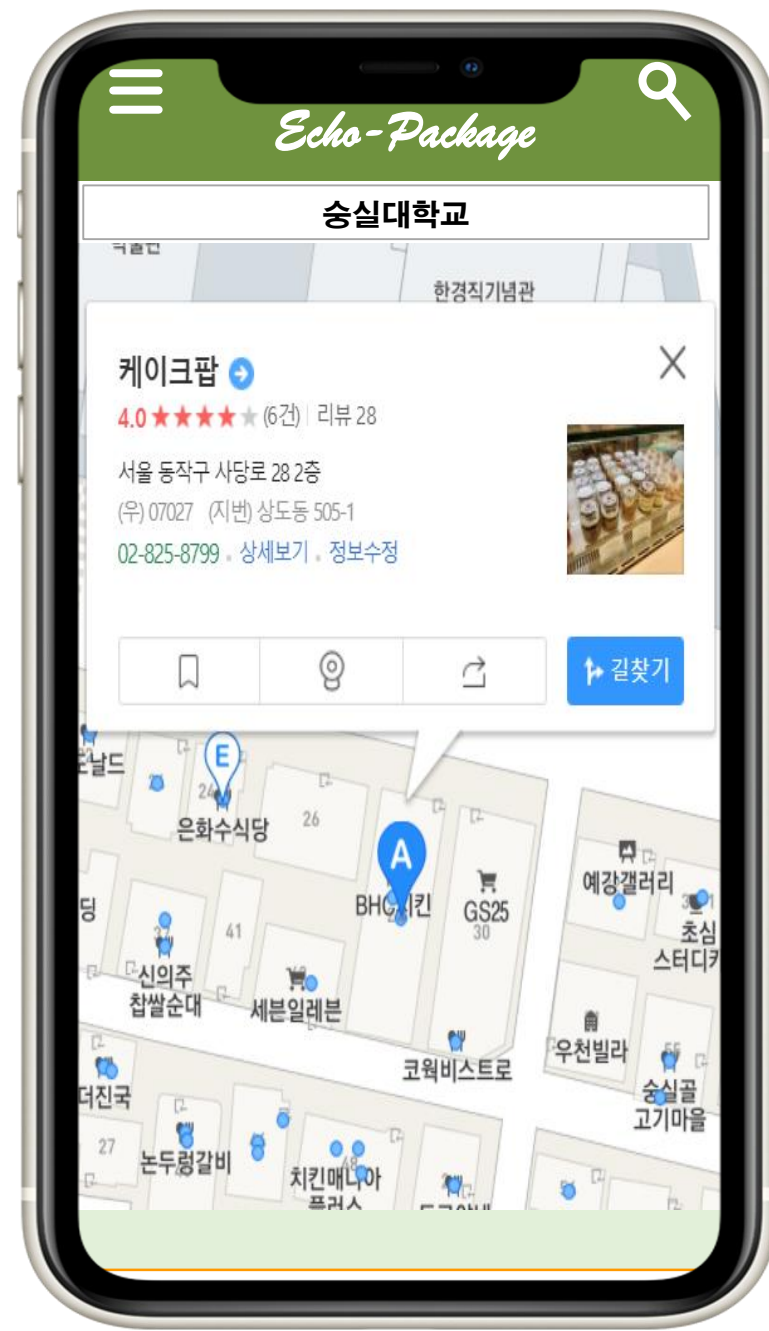 Echo-Package
숭실대학교
한경직기념관
케이크팝
4.0 (6건) 리뷰 28
서울 동작구 사당로 28 2층
(우) 07027 (지번) 상도동 505-1
02-825-8799 . 상세보기 . 정보수정
길찾기
E
은화수식당
26
A
BHC치킨
GS25
30
예강갤러리
초심
스터디카
41
신의주
찹쌀순대
세븐일레븐
코웍비스트로
우천빌라
숭실골
고기마을
더진국
27
논두렁갈비
치킨매니아
플러스